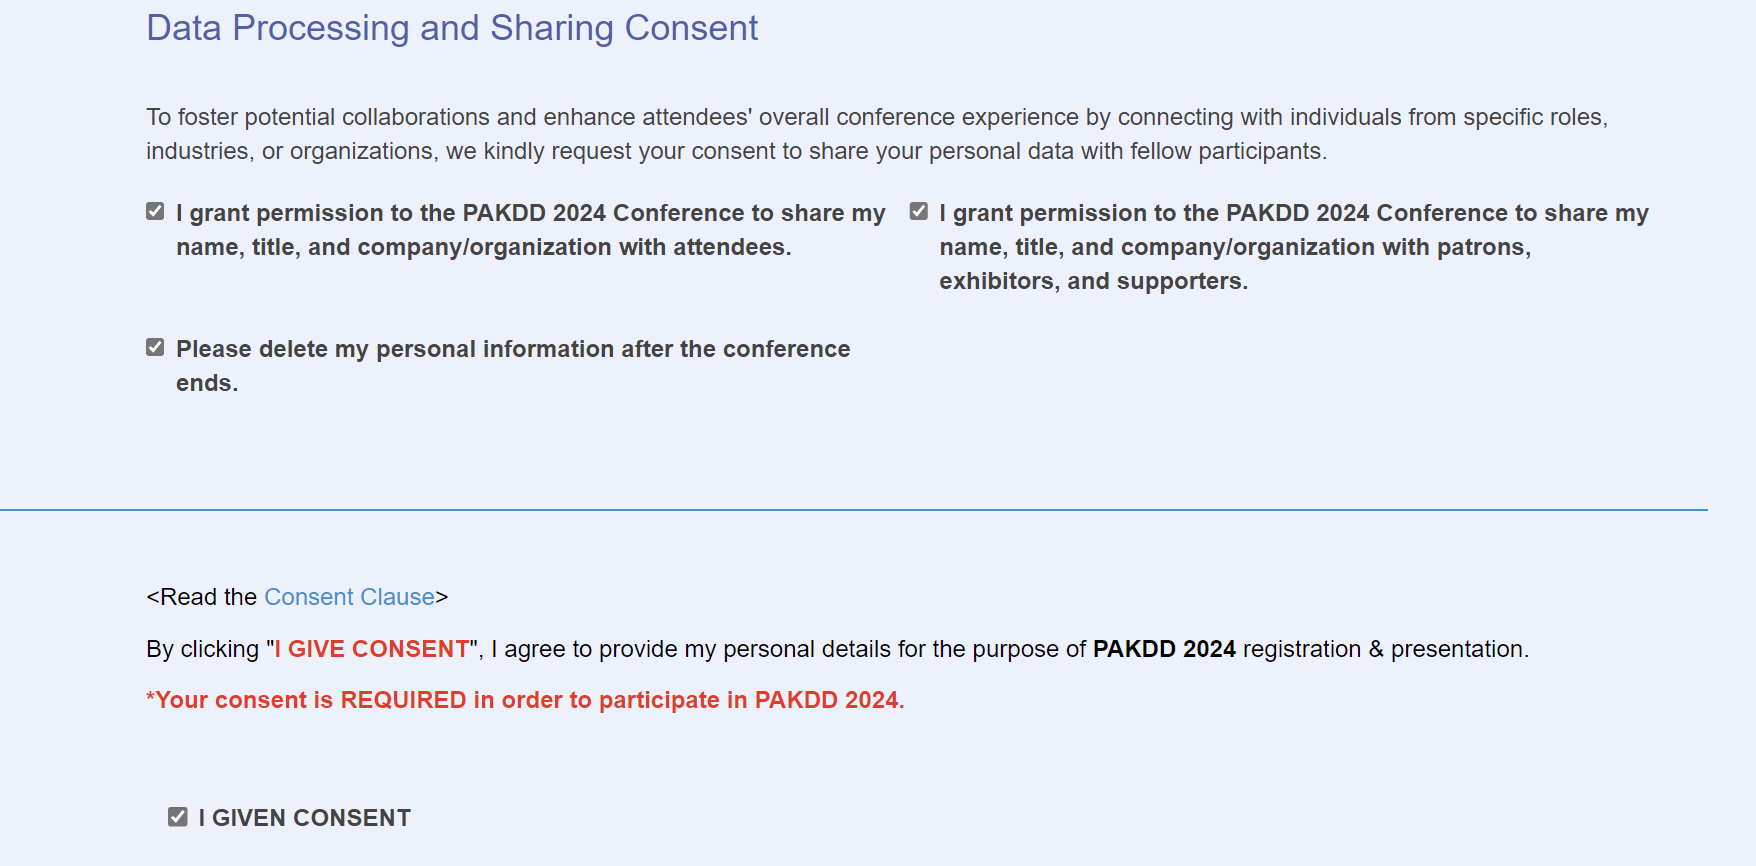 Data Processing and Sharing Consent
To foster potential collaborations and enhance attendees' overall conference experience by connecting with individuals from specific roles,
industries, or organizations, we kindly request your consent to share your personal data with fellow participants.
I grant permission to the PAKDD 2024 Conference to share my
name, title, and company/organization with attendees.
I grant permission to the PAKDD 2024 Conference to share my
name, title, and company/organization with patrons,
exhibitors, and supporters.
Please delete my personal information after the conference
ends.
<Read the Consent Clause>
By clicking "I GIVE CONSENT", I agree to provide my personal details for the purpose of PAKDD 2024 registration & presentation.
*Your consent is REQUIRED in order to participate in PAKDD 2024.
I GIVEN CONSENT